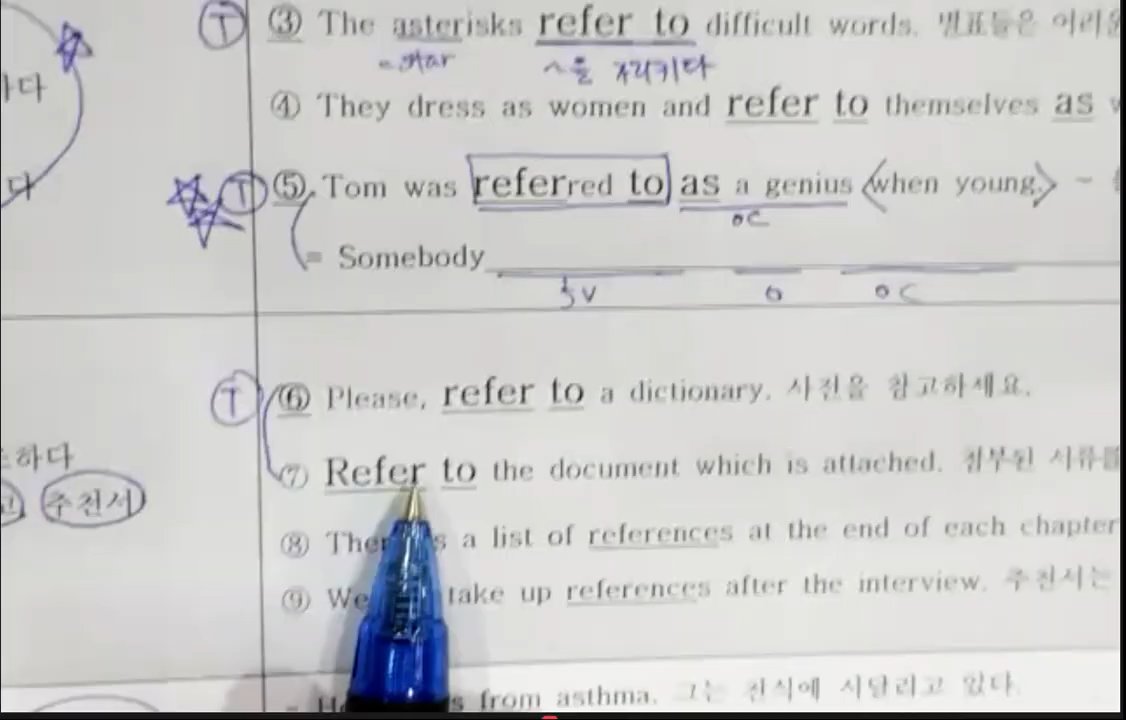 Ⓣ ③ The asterisks refer to difficult words. 별표들은 어려운
= star ~을 지키다
하다
④ They dress as women and refer to themselves as
다
Ⓣ ⑤ Tom was referred to as a genius <when young.> ~
oc
= Somebody
v o oc
Ⓣ ⑥ Please, refer to a dictionary. 사전을 참고하세요.
하다
⑦ Refer to the document which is attached. 첨부된 서류를
추천서
⑧ a list of references at the end of each chapter
⑨ We take up references after the interview. 추천서는
from asthma. 그는 천식에 시달리고 있다.